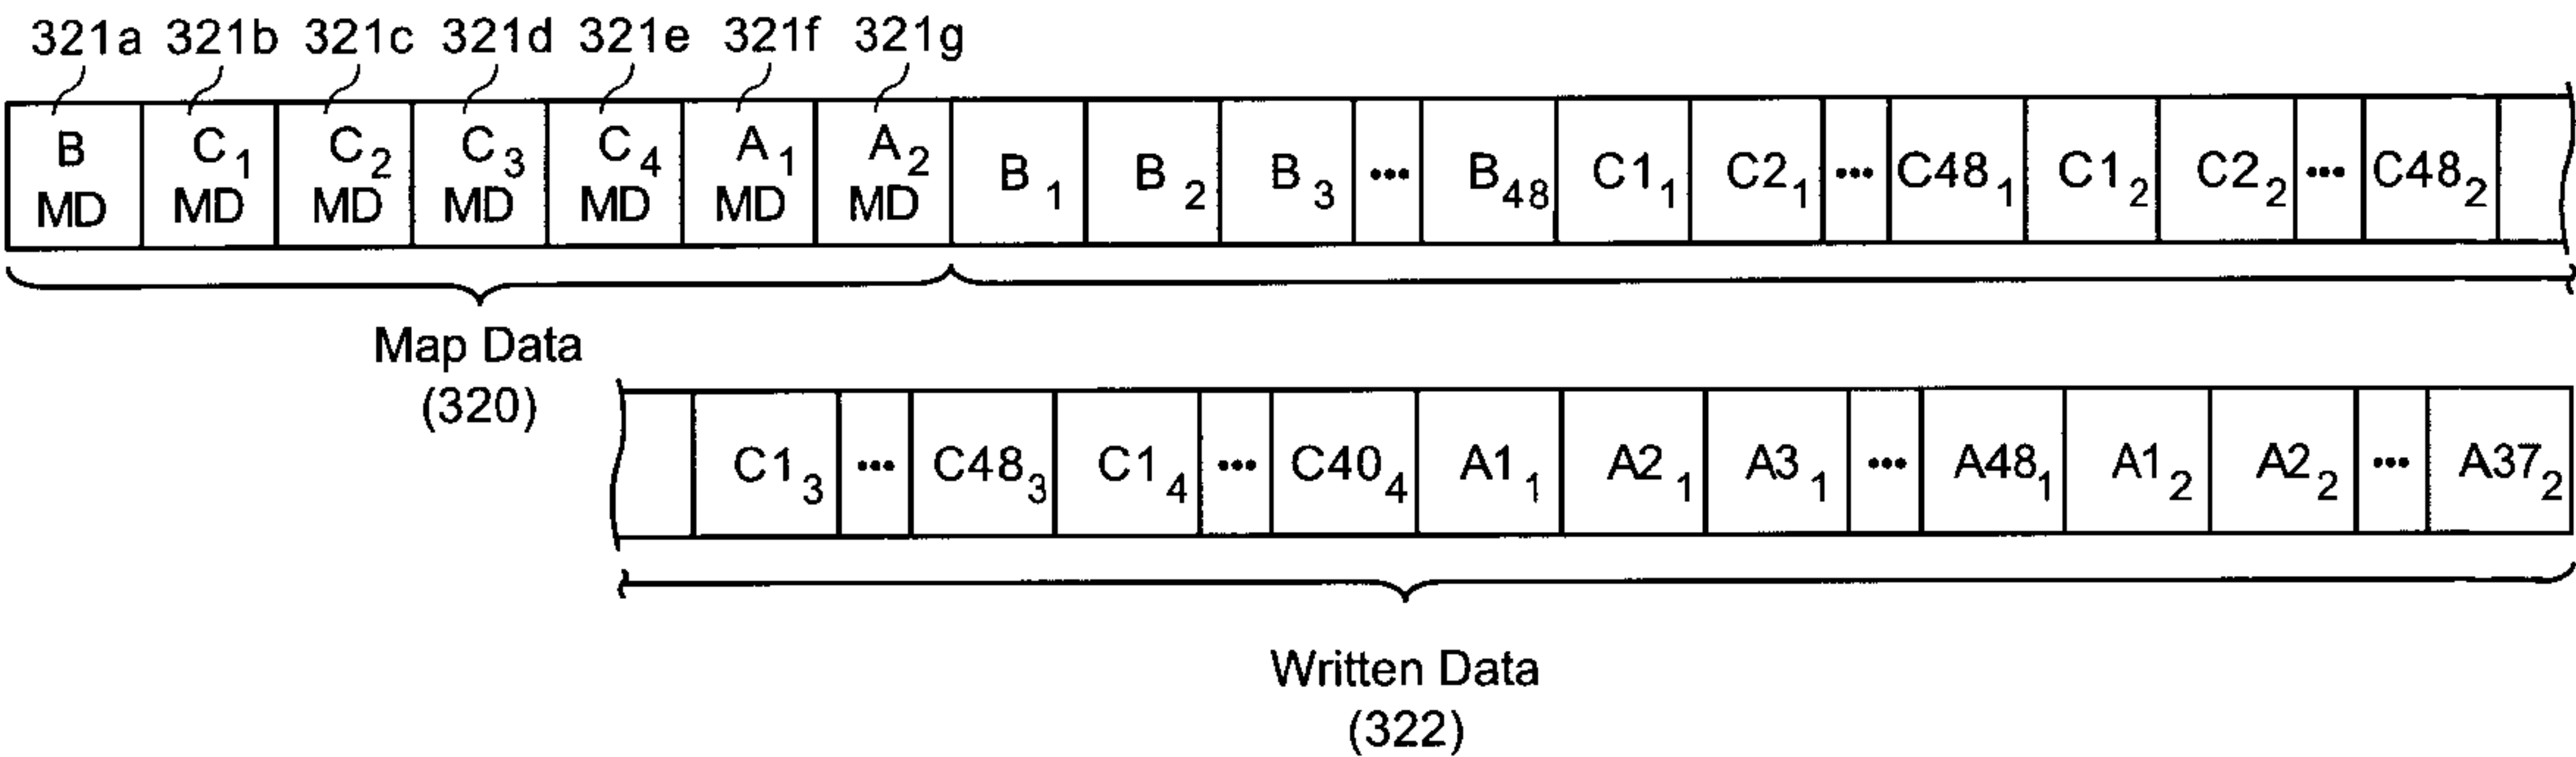 321a 321b 321c 321d 321e 321f 321g
B MD C1 MD C2 MD C3 MD C4 MD A1 MD A2 MD B1 B2 B3 ... B48 C11 C21 ... C481 C12 C22 ... C482
Map Data
(320)
C13 ... C483 C14 ... C404 A11 A21 A31 ... A481 A12 A22 ... A372
Written Data
(322)